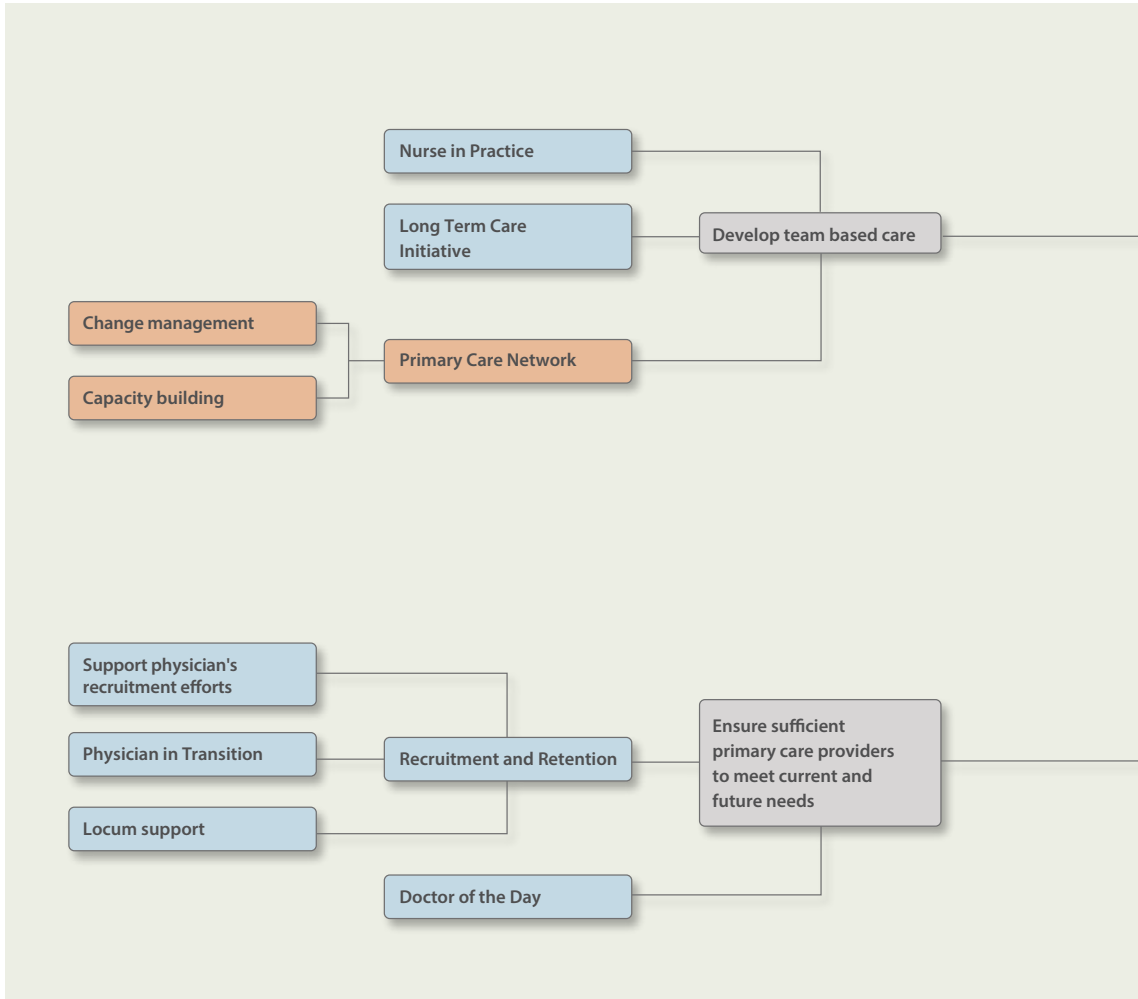 Nurse in Practice
Long Term Care
Initiative
Develop team based care
Change management
Primary Care Network
Capacity building
Support physician's
recruitment efforts
Physician in Transition
Recruitment and Retention
Locum support
Ensure sufficient
primary care providers
to meet current and
future needs
Doctor of the Day